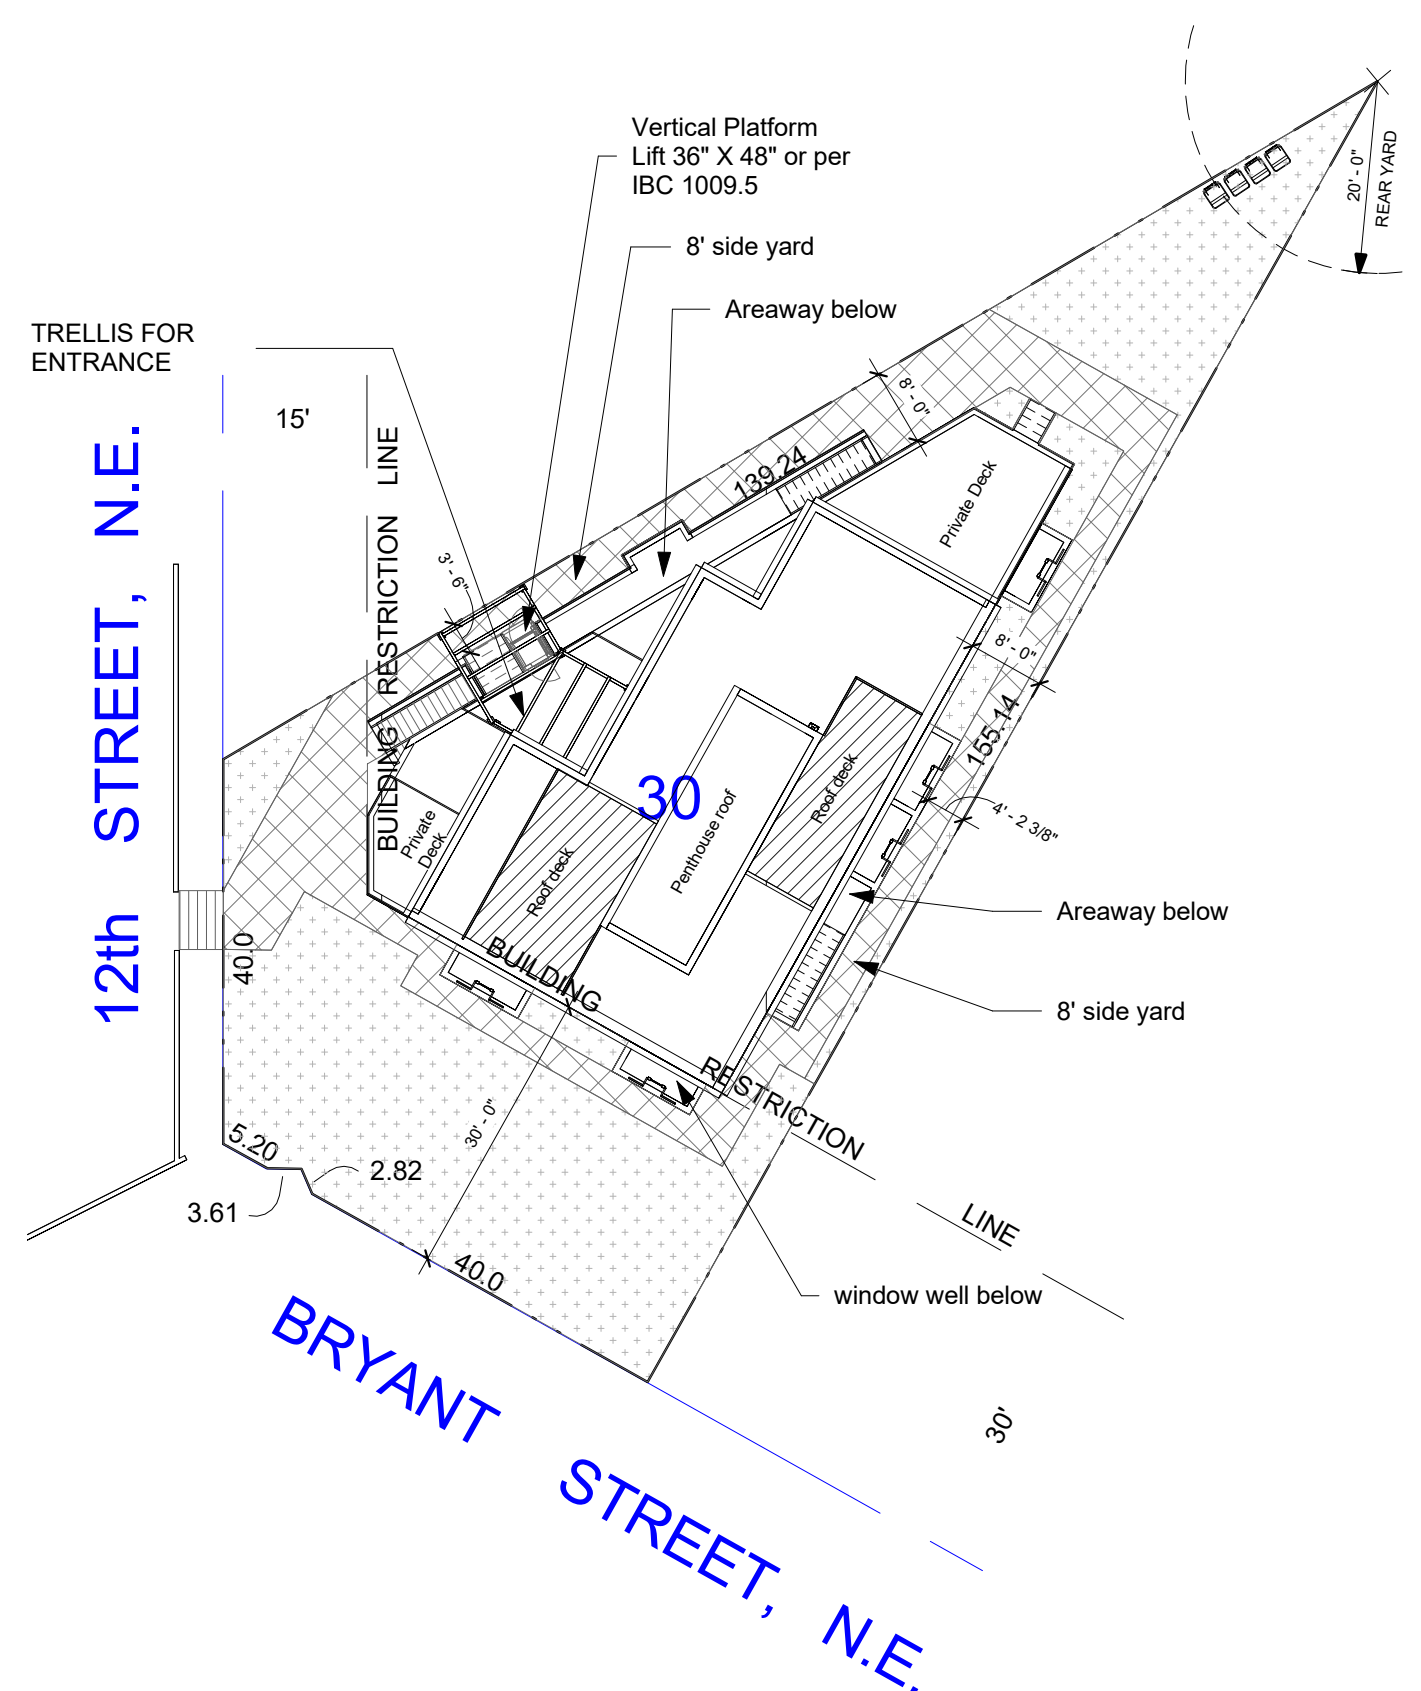 Vertical Platform
Lift 36" X 48" or per
IBC 1009.5
8' side yard
Areaway below
TRELLIS FOR
ENTRANCE
15'
20' - 0"
REAR YARD
8' - 0"
139.24
3' - 6"
BUILDING RESTRICTION LINE
12th STREET, N.E.
Private Deck
8' - 0"
155.14
4' - 2 3/8"
30
Roof deck
Penthouse roof
Private
Deck
Roof deck
Areaway below
8' side yard
40.0
BUILDING RESTRICTION LINE
30' - 0"
5.20
2.82
3.61
40.0
window well below
30'
BRYANT STREET, N.E.